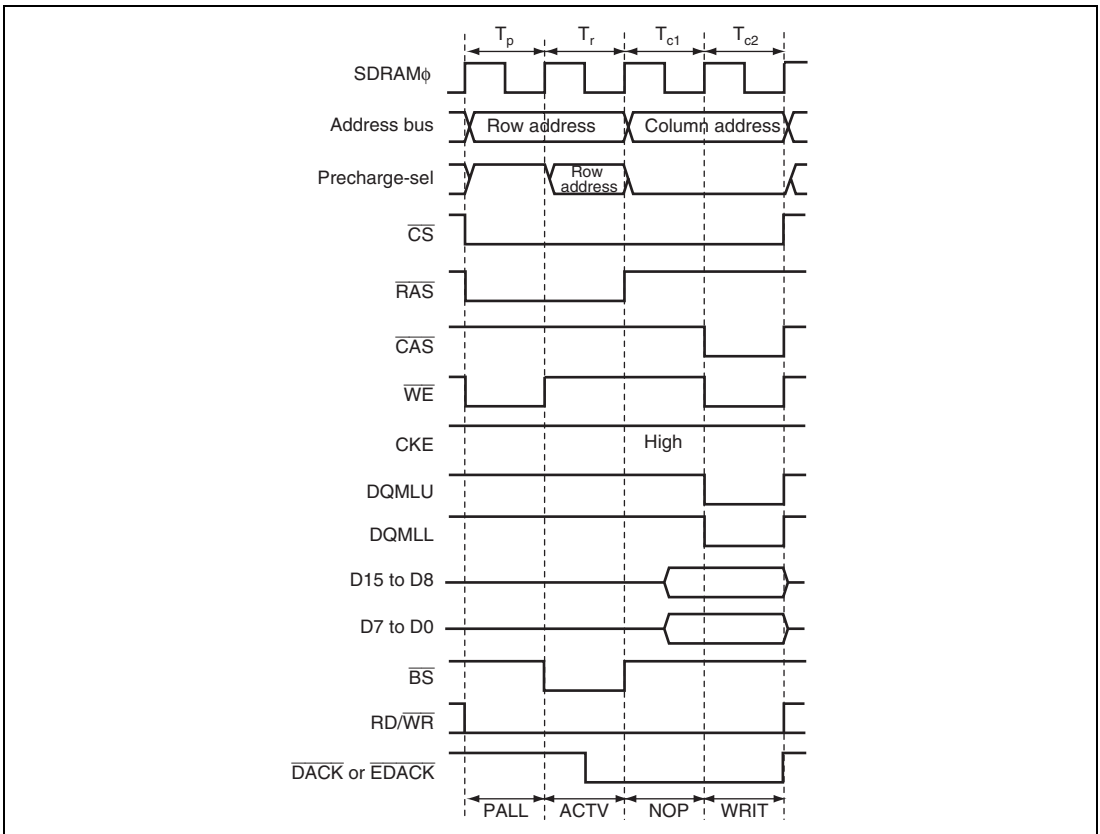 Tp Tr Tc1 Tc2
SDRAMϕ
Address bus Row address Column address
Precharge-sel Row address
CS
RAS
CAS
WE
CKE High
DQMLU
DQMLL
D15 to D8
D7 to D0
BS
RD/WR
DACK or EDACK
PALL ACTV NOP WRIT